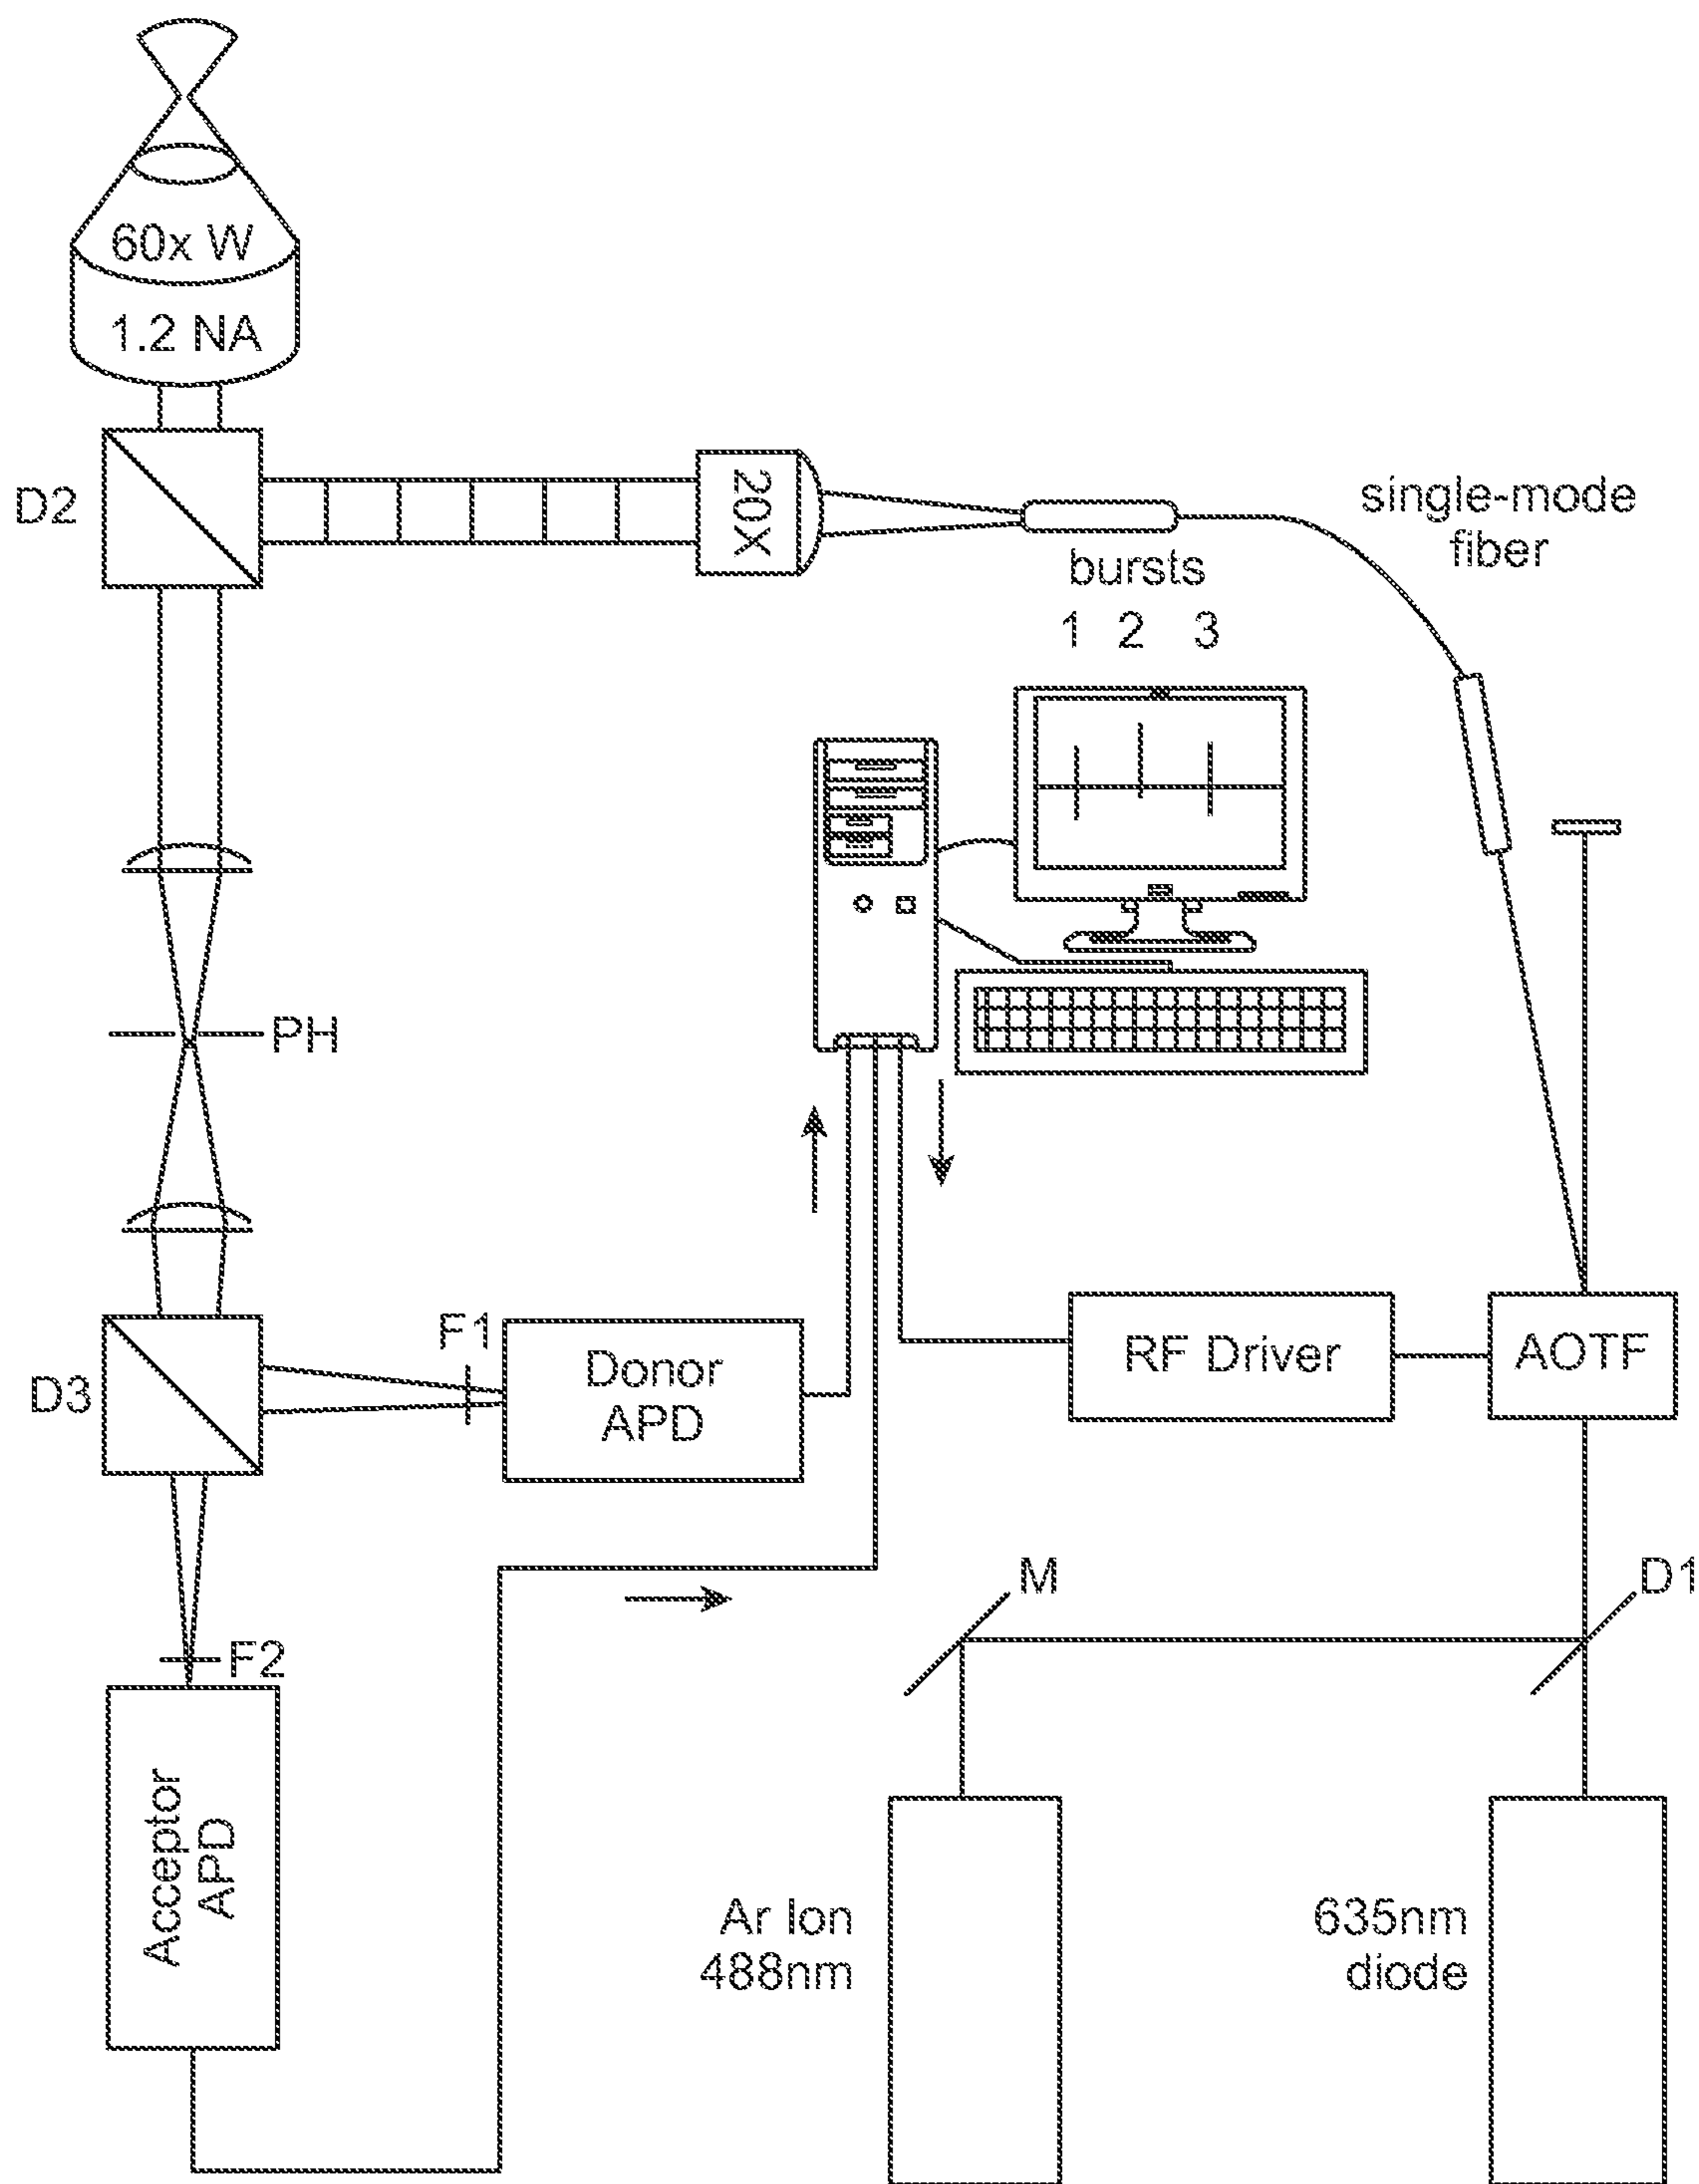 60x W
1.2 NA
D2
20X
single-mode
fiber
bursts
1 2 3
PH
F1
D3
Donor
APD
RF Driver
AOTF
M
D1
F2
Acceptor
APD
Ar Ion
488nm
635nm
diode